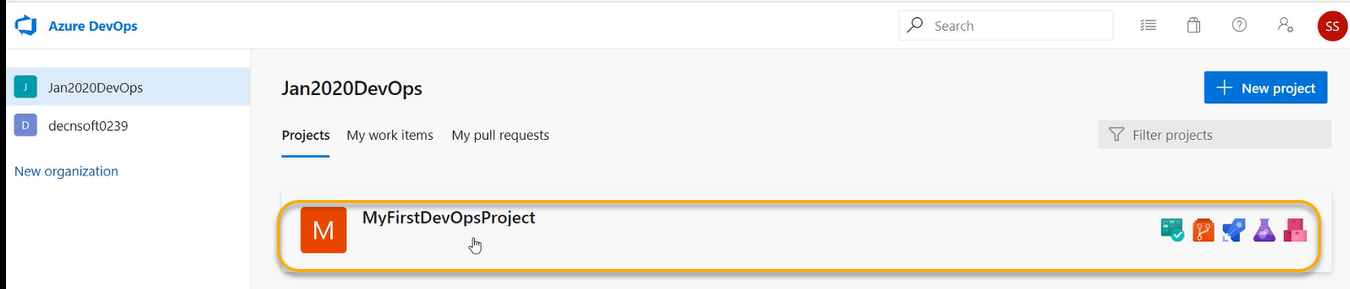 Azure DevOps
Search
SS
J Jan2020DevOps
D decnsoft0239
New organization
Jan2020DevOps
New project
Projects My work items My pull requests
Filter projects
M MyFirstDevOpsProject